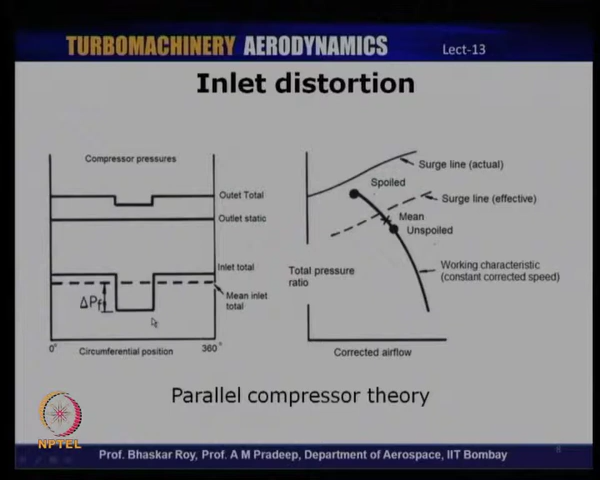 TURBOMACHINERY AERODYNAMICS
Lect-13
Inlet distortion
Compressor pressures
Outet Total
Outlet static
Inlet total
Mean inlet
total
ΔPf
0°
Circumferential position
360°
Surge line (actual)
Spoiled
Surge line (effective)
Mean
Unspoiled
Total pressure
ratio
Working characteristic
(constant corrected speed)
Corrected airflow
Parallel compressor theory
NPTEL
Prof. Bhaskar Roy, Prof. A M Pradeep, Department of Aerospace, IIT Bombay